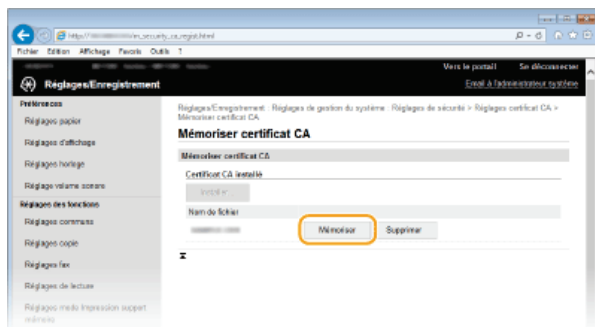 http://
/m_security_ca_regist.html
Fichier Edition Affichage Favoris Outils ?
Vers le portail Se déconnecter
Réglages/Enregistrement
Email à l'administrateur système
Préférences
Réglages papier
Réglages d'affichage
Réglages horloge
Réglage volume sonore
Réglages des fonctions
Réglages communs
Réglages copie
Réglages fax
Réglages de lecture
Réglages mode Impression support
mémoire
Réglages/Enregistrement : Réglages de gestion du système : Réglages de sécurité > Réglages certificat CA >
Mémoriser certificat CA
Mémoriser certificat CA
Mémoriser certificat CA
Certificat CA installé
Installer...
Nom de fichier
Mémoriser Supprimer